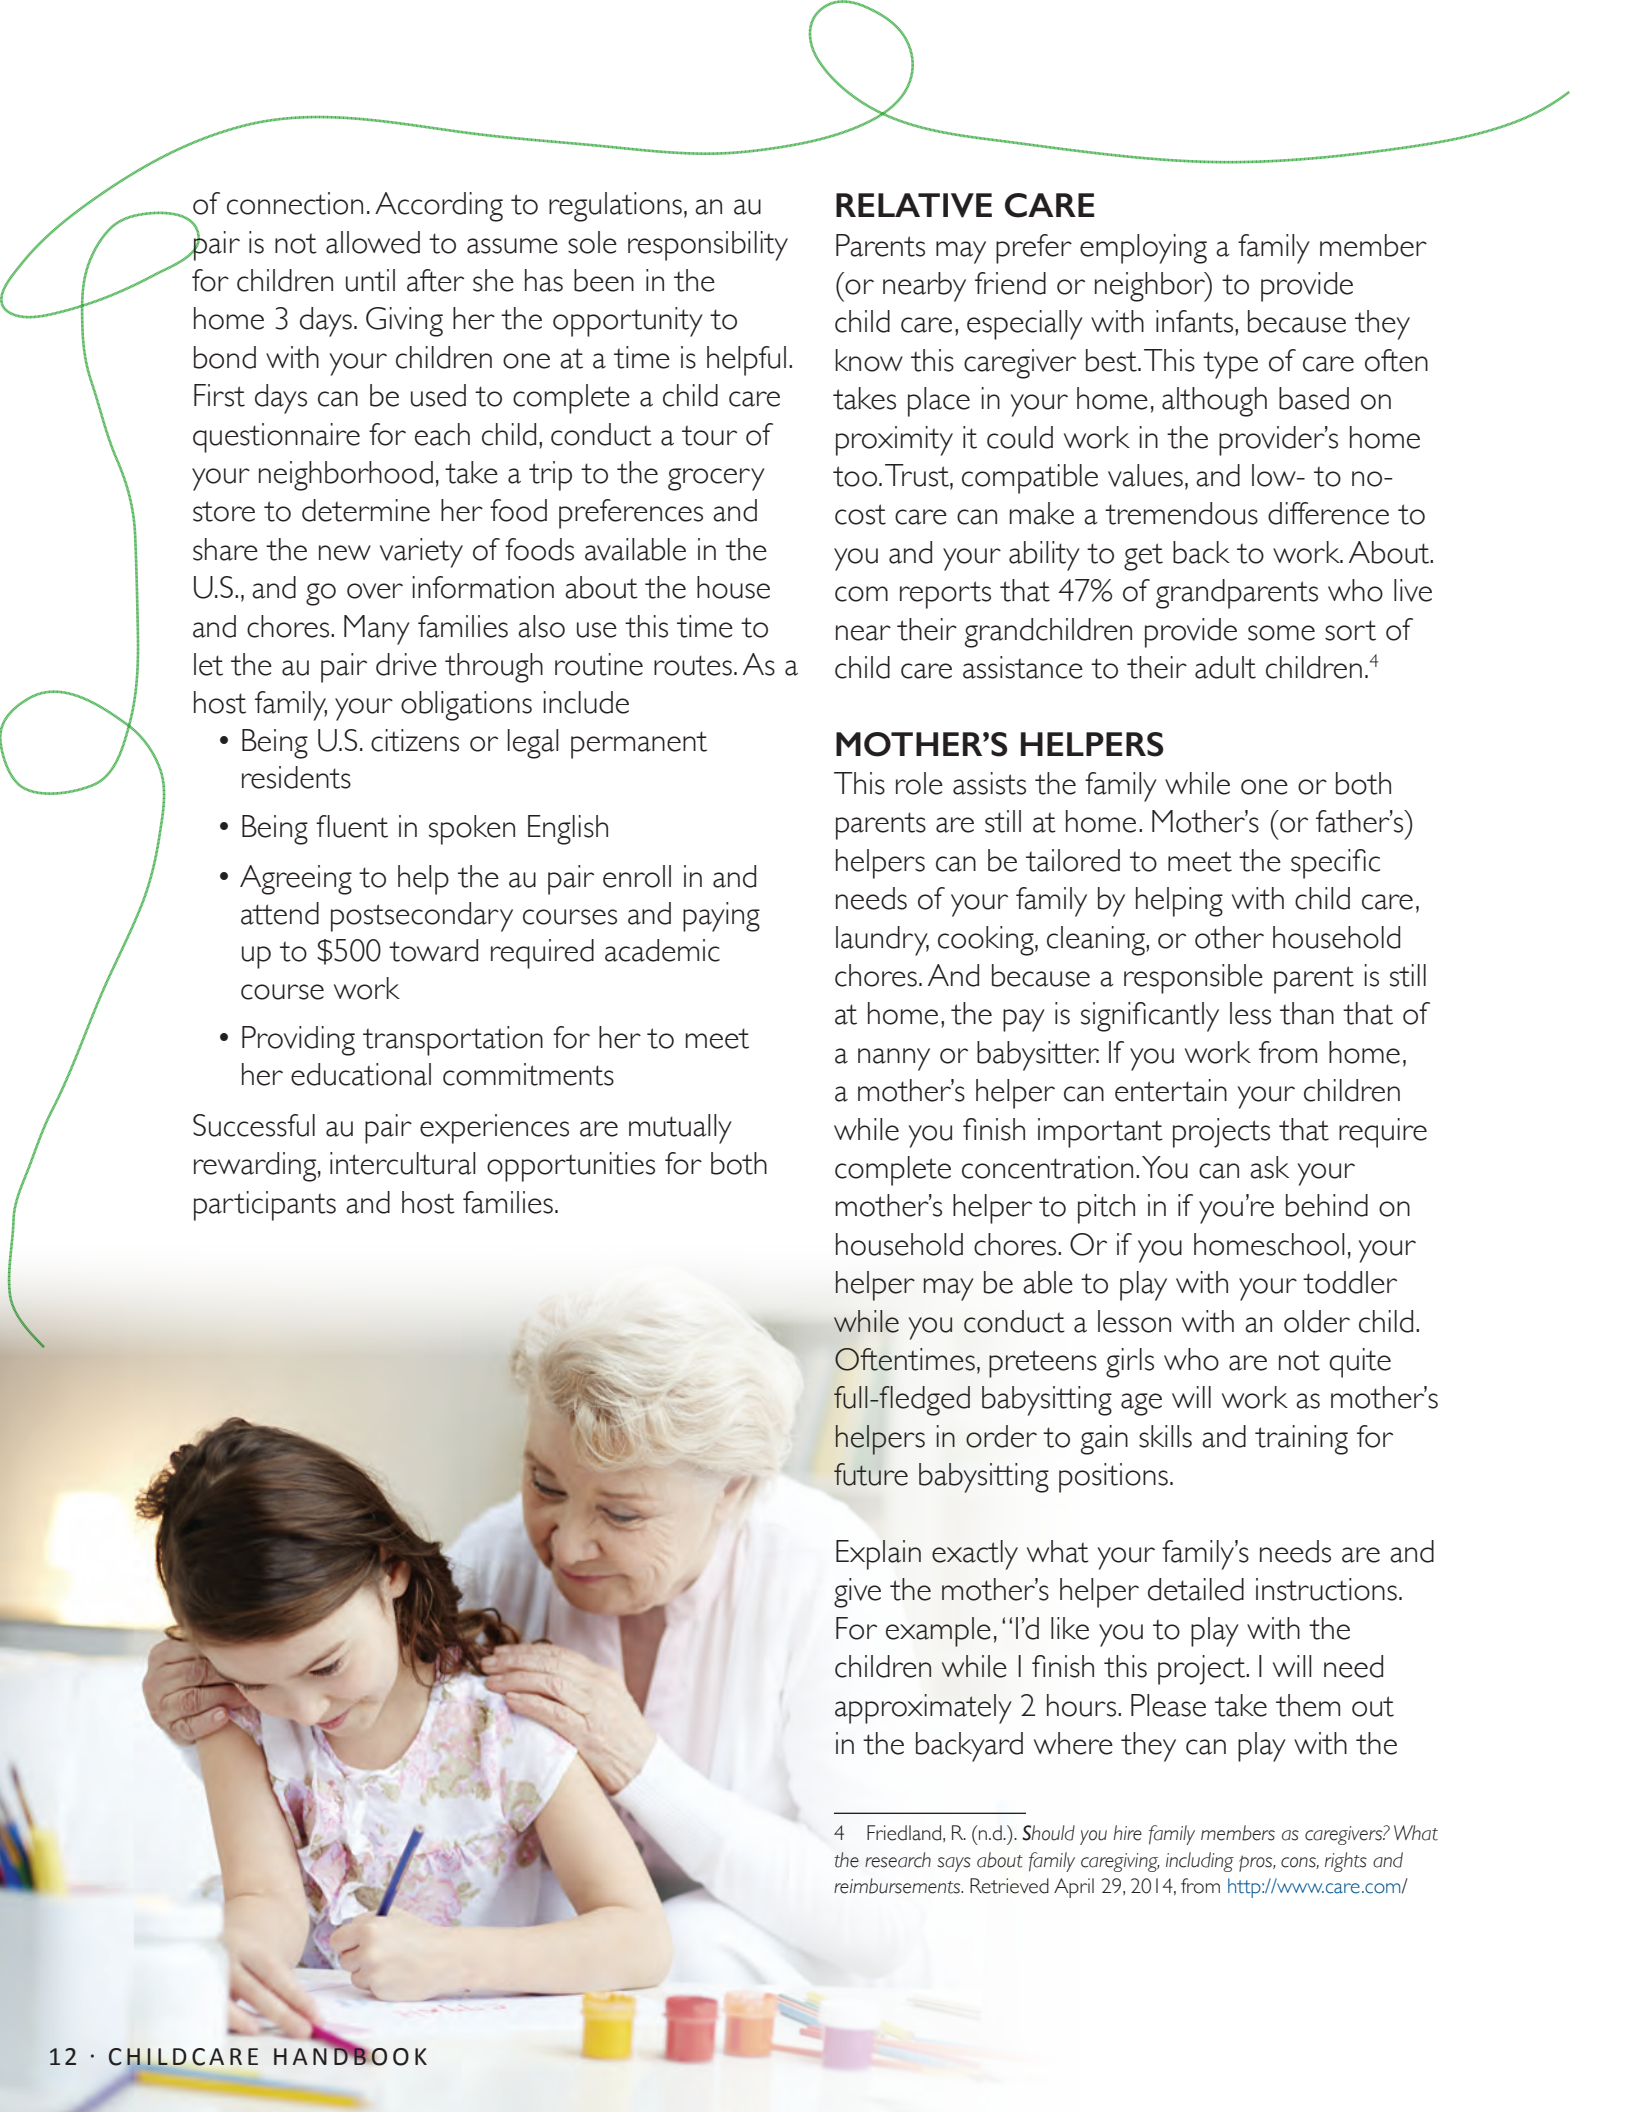 of connection. According to regulations, an au
pair is not allowed to assume sole responsibility
for children until after she has been in the
home 3 days. Giving her the opportunity to
bond with your children one at a time is helpful.
First days can be used to complete a child care
questionnaire for each child, conduct a tour of
your neighborhood, take a trip to the grocery
store to determine her food preferences and
share the new variety of foods available in the
U.S., and go over information about the house
and chores. Many families also use this time to
let the au pair drive through routine routes. As a
host family, your obligations include
• Being U.S. citizens or legal permanent
residents
• Being fluent in spoken English
• Agreeing to help the au pair enroll in and
attend postsecondary courses and paying
up to $500 toward required academic
course work
• Providing transportation for her to meet
her educational commitments
Successful au pair experiences are mutually
rewarding, intercultural opportunities for both
participants and host families.
RELATIVE CARE
Parents may prefer employing a family member
(or nearby friend or neighbor) to provide
child care, especially with infants, because they
know this caregiver best. This type of care often
takes place in your home, although based on
proximity it could work in the provider’s home
too. Trust, compatible values, and low- to no-
cost care can make a tremendous difference to
you and your ability to get back to work. About.
com reports that 47% of grandparents who live
near their grandchildren provide some sort of
child care assistance to their adult children.4
MOTHER’S HELPERS
This role assists the family while one or both
parents are still at home. Mother’s (or father’s)
helpers can be tailored to meet the specific
needs of your family by helping with child care,
laundry, cooking, cleaning, or other household
chores. And because a responsible parent is still
at home, the pay is significantly less than that of
a nanny or babysitter. If you work from home,
a mother’s helper can entertain your children
while you finish important projects that require
complete concentration. You can ask your
mother’s helper to pitch in if you’re behind on
household chores. Or if you homeschool, your
helper may be able to play with your toddler
while you conduct a lesson with an older child.
Oftentimes, preteens girls who are not quite
full-fledged babysitting age will work as mother’s
helpers in order to gain skills and training for
future babysitting positions.
Explain exactly what your family’s needs are and
give the mother’s helper detailed instructions.
For example, “I’d like you to play with the
children while I finish this project. I will need
approximately 2 hours. Please take them out
in the backyard where they can play with the
4 Friedland, R. (n.d.). Should you hire family members as caregivers? What
the research says about family caregiving, including pros, cons, rights and
reimbursements. Retrieved April 29, 2014, from http://www.care.com/
12 · CHILDCARE HANDBOOK